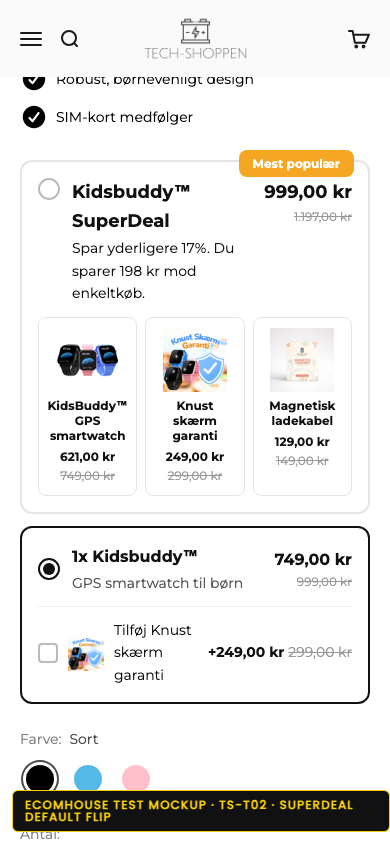 TECH-SHOPPEN
Robust, børnevenligt design
SIM-kort medfølger
Mest populær
Kidsbuddy™ 999,00 kr
SuperDeal 1.197,00 kr
Spar yderligere 17%. Du
sparer 198 kr mod
enkeltkøb.
Knust Skærm
Garanti
KidsBuddy™
GPS
smartwatch
621,00 kr
749,00 kr
Knust
skærm
garanti
249,00 kr
299,00 kr
Magnetisk
ladekabel
129,00 kr
149,00 kr
1x Kidsbuddy™ 749,00 kr
GPS smartwatch til børn 999,00 kr
Knust Skærm
Garanti
Tilføj Knust
skærm
garanti
+249,00 kr 299,00 kr
Farve: Sort
ECOMHOUSE TEST MOCKUP · TS-T02 · SUPERDEAL
DEFAULT FLIP
Antal: